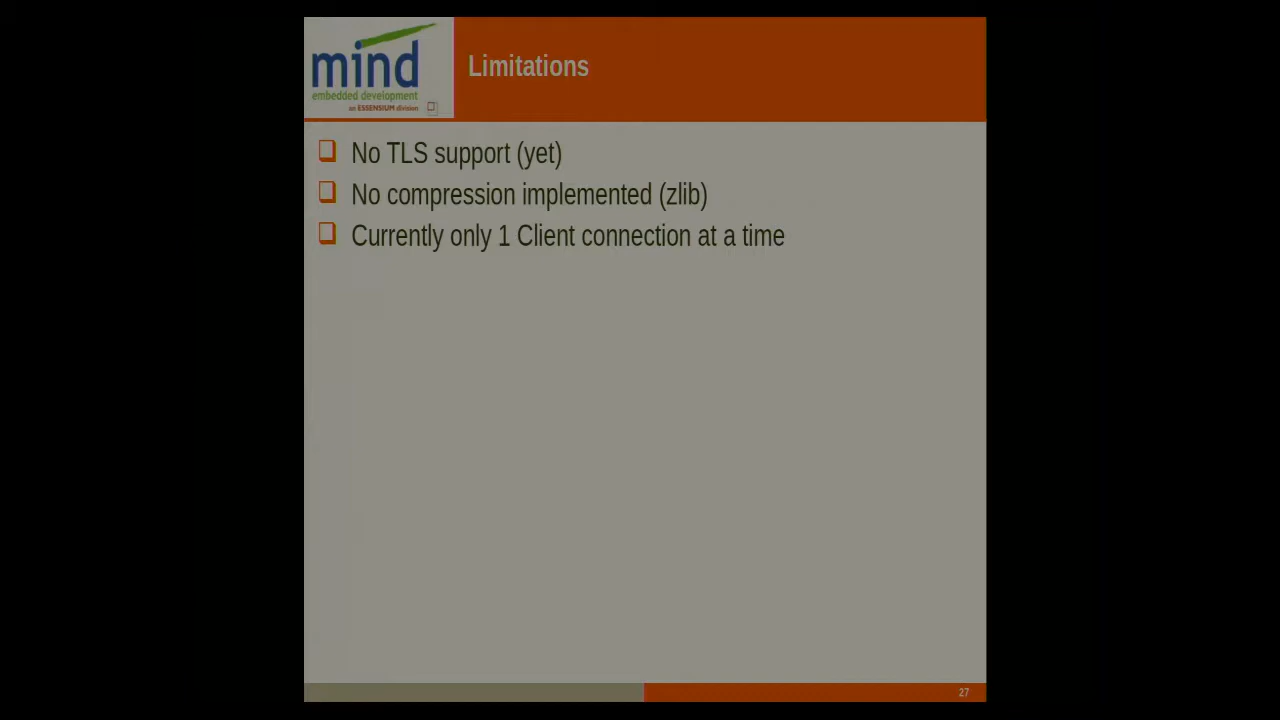 mind
embedded development
an ESSENSIUM division
Limitations
No TLS support (yet)
No compression implemented (zlib)
Currently only 1 Client connection at a time
27